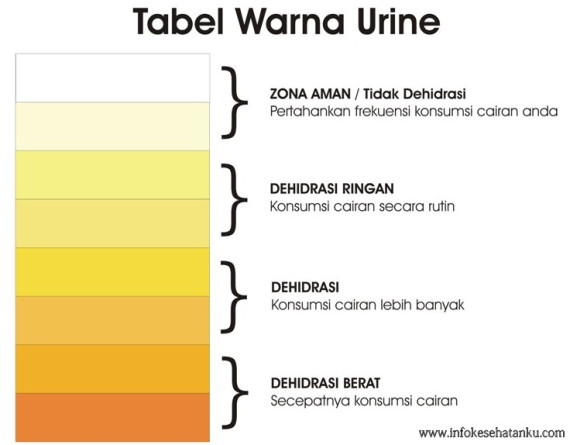 Tabel Warna Urine
ZONA AMAN / Tidak Dehidrasi
Pertahankan frekuensi konsumsi cairan anda
DEHIDRASI RINGAN
Konsumsi cairan secara rutin
DEHIDRASI
Konsumsi cairan lebih banyak
DEHIDRASI BERAT
Secepatnya konsumsi cairan
www.infokesehatanku.com